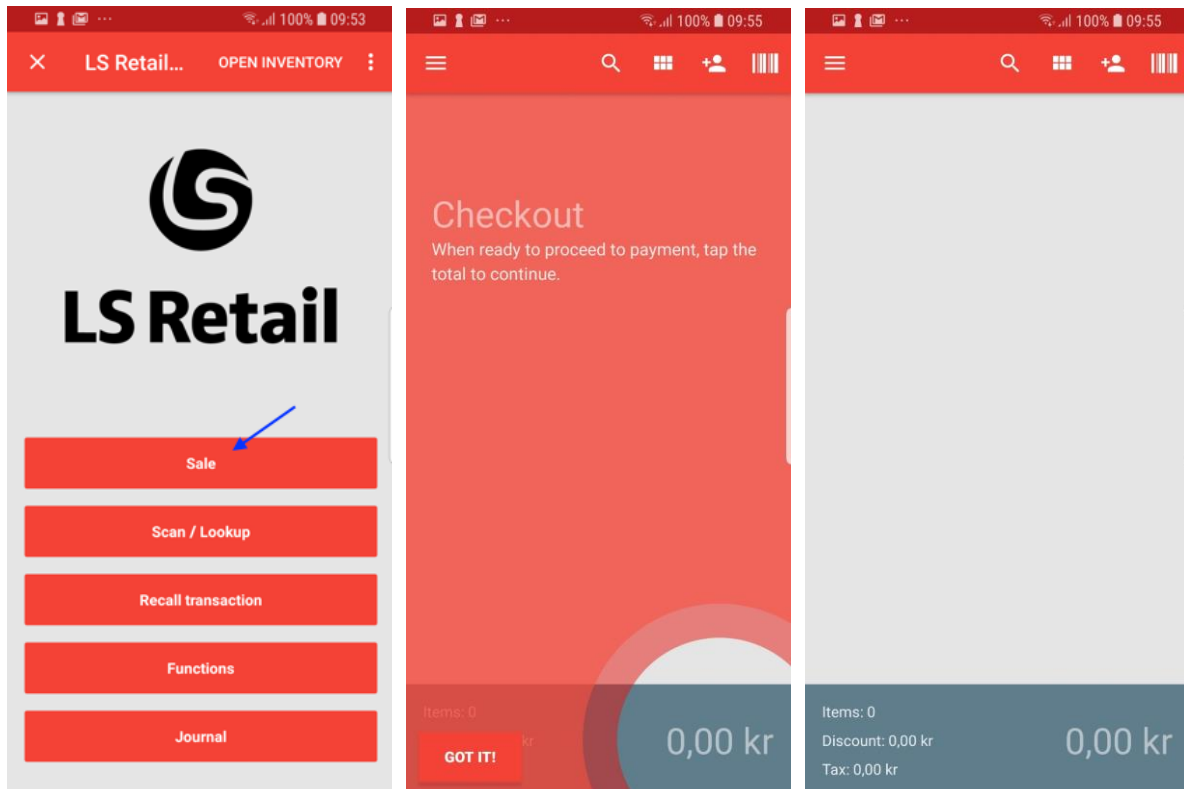 100% 09:53
LS Retail... OPEN INVENTORY
LS Retail
Sale
Scan / Lookup
Recall transaction
Functions
Journal
100% 09:55
Checkout
When ready to proceed to payment, tap the
total to continue.
Items: 0
kr
GOT IT!
0,00 kr
100% 09:55
Items: 0
Discount: 0,00 kr
Tax: 0,00 kr
0,00 kr